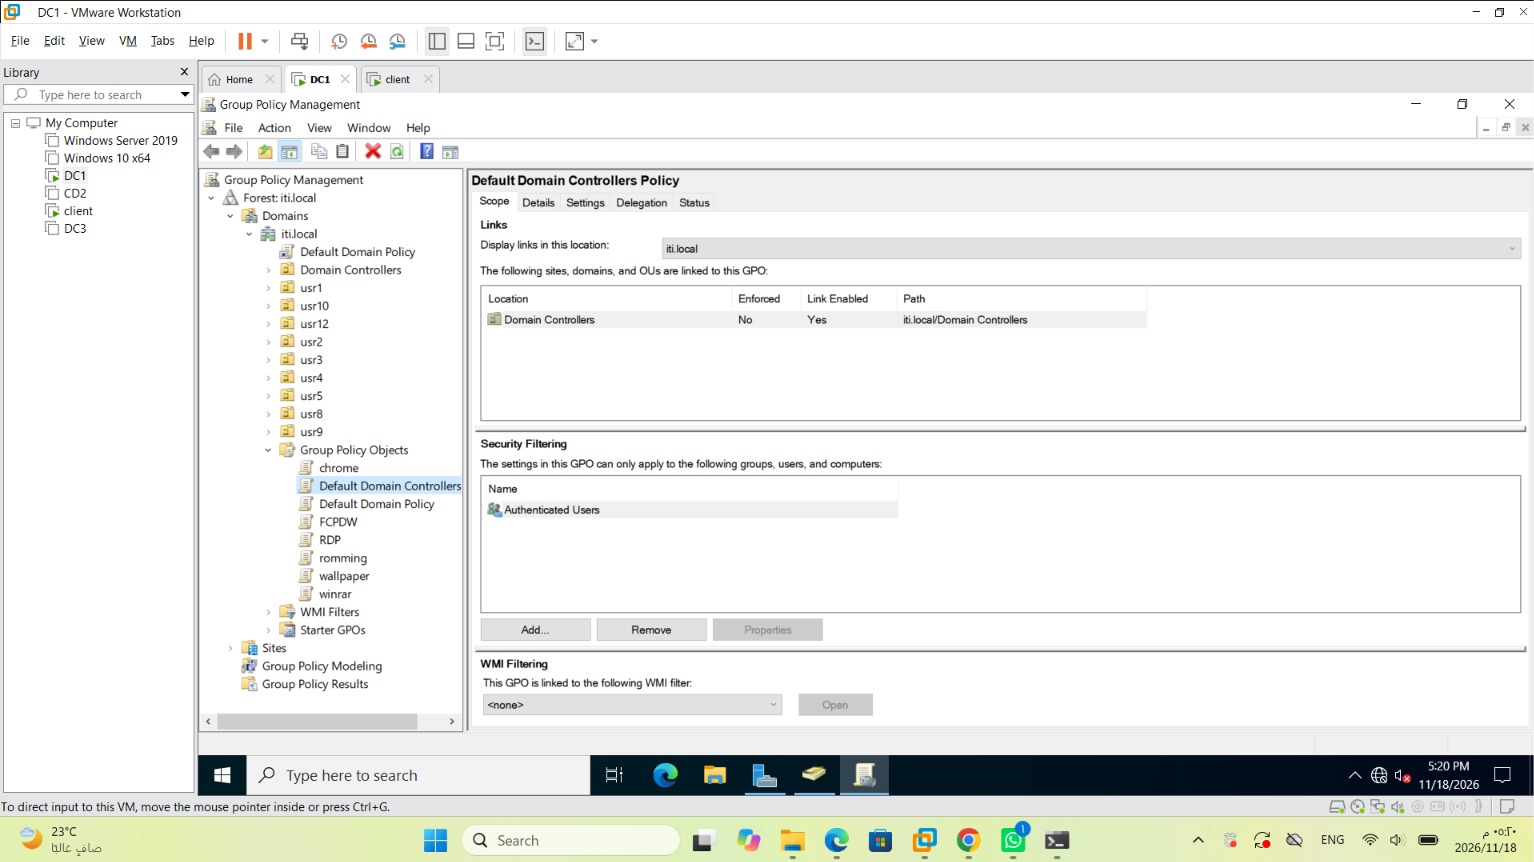 DC1 - VMware Workstation
File Edit View VM Tabs Help
Library
Type here to search
My Computer
Windows Server 2019
Windows 10 x64
DC1
CD2
client
DC3
Home
DC1
client
Group Policy Management
File Action View Window Help
Group Policy Management
Forest: iti.local
Domains
iti.local
Default Domain Policy
Domain Controllers
usr1
usr10
usr12
usr2
usr3
usr4
usr5
usr8
usr9
Group Policy Objects
chrome
Default Domain Controllers
Default Domain Policy
FCPDW
RDP
romming
wallpaper
winrar
WMI Filters
Starter GPOs
Sites
Group Policy Modeling
Group Policy Results
Default Domain Controllers Policy
Scope Details Settings Delegation Status
Links
Display links in this location: iti.local
The following sites, domains, and OUs are linked to this GPO:
Location Enforced Link Enabled Path
Domain Controllers No Yes iti.local/Domain Controllers
Security Filtering
The settings in this GPO can only apply to the following groups, users, and computers:
Name
Authenticated Users
Add... Remove Properties
WMI Filtering
This GPO is linked to the following WMI filter:
<none> Open
Type here to search
5:20 PM
11/18/2026
To direct input to this VM, move the mouse pointer inside or press Ctrl+G.
23°C
صافٍ غالبًا
Search
1
ENG
٠٥:٢٠ م
2026/11/18